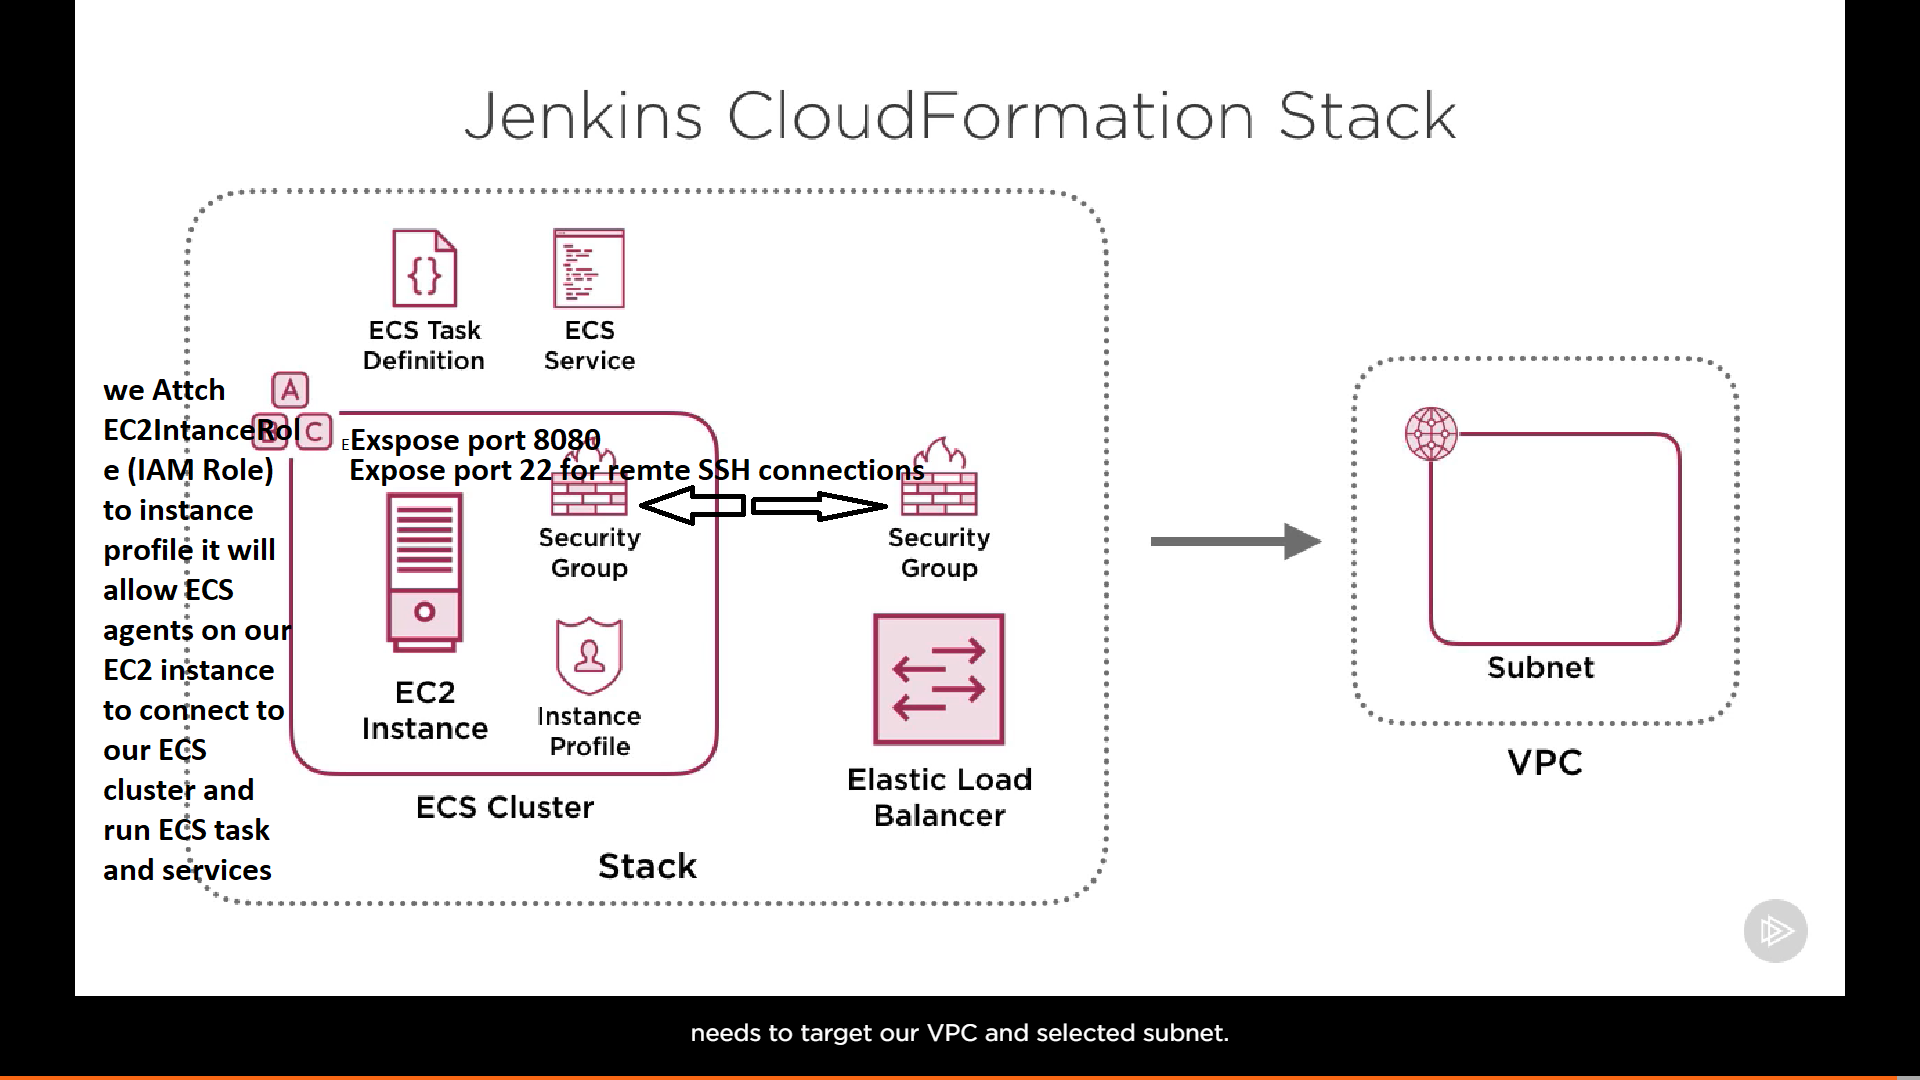 Jenkins CloudFormation Stack
{}
ECS Task
Definition
ECS
Service
A
B
C
we Attch
EC2IntanceRol
e (IAM Role)
to instance
profile it will
allow ECS
agents on our
EC2 instance
to connect to
our ECS
cluster and
run ECS task
and services
EExspose port 8080
Expose port 22 for remte SSH connections
Security
Group
Security
Group
EC2
Instance
Instance
Profile
ECS Cluster
Elastic Load
Balancer
Stack
Subnet
VPC
needs to target our VPC and selected subnet.